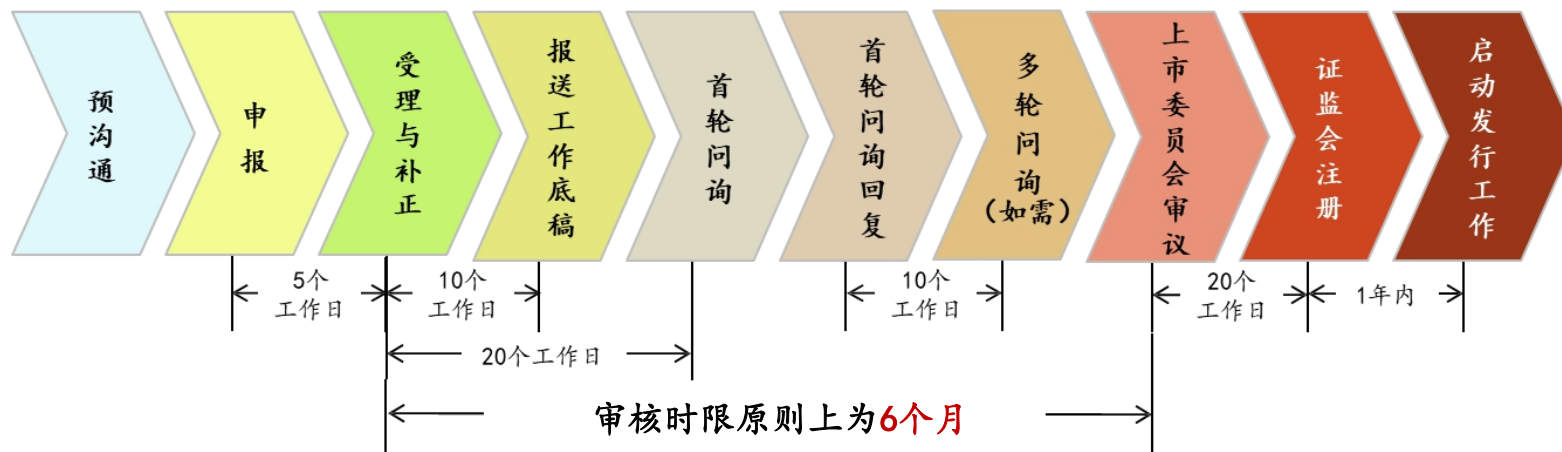 预沟通
申报
受理与补正
报送工作底稿
首轮问询
首轮问询回复
多轮问询
（如需）
上市委员会审议
证监会注册
启动发行工作
5个
工作日
10个
工作日
10个
工作日
20个
工作日
1年内
20个工作日
审核时限原则上为6个月